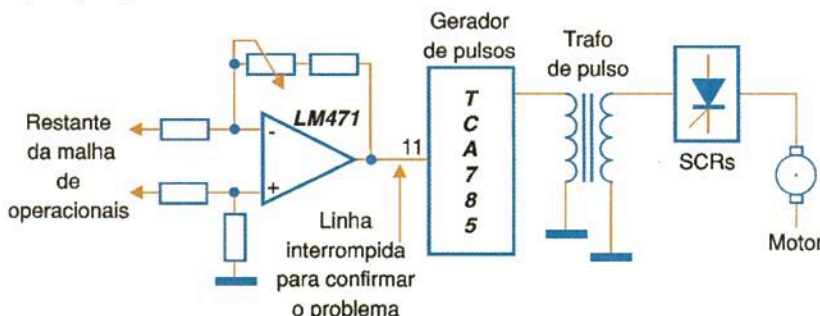 Gerador
de pulsos
Trafo
de pulso
Restante
da malha
de
operacionais
-
+
LM471
11
T
C
A
7
8
5
SCRs
Motor
Linha
interrompida
para confirmar
o problema